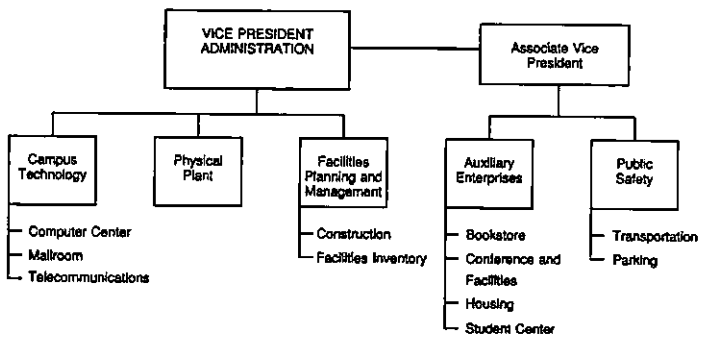 VICE PRESIDENT
ADMINISTRATION
Associate Vice
President
Campus
Technology
Physical
Plant
Facilities
Planning and
Management
Auxiliary
Enterprises
Public
Safety
Computer Center
Mailroom
Telecommunications
Construction
Facilities Inventory
Bookstore
Conference and
Facilities
Housing
Student Center
Transportation
Parking